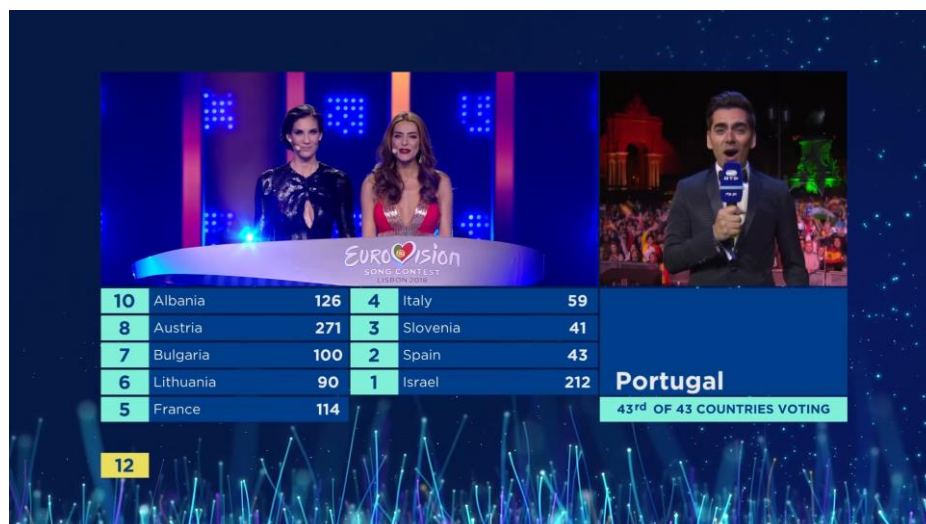 EUROVISION
SONG CONTEST
LISBON 2018
RTP
10 Albania 126
8 Austria 271
7 Bulgaria 100
6 Lithuania 90
5 France 114
4 Italy 59
3 Slovenia 41
2 Spain 43
1 Israel 212
Portugal
43rd OF 43 COUNTRIES VOTING
12